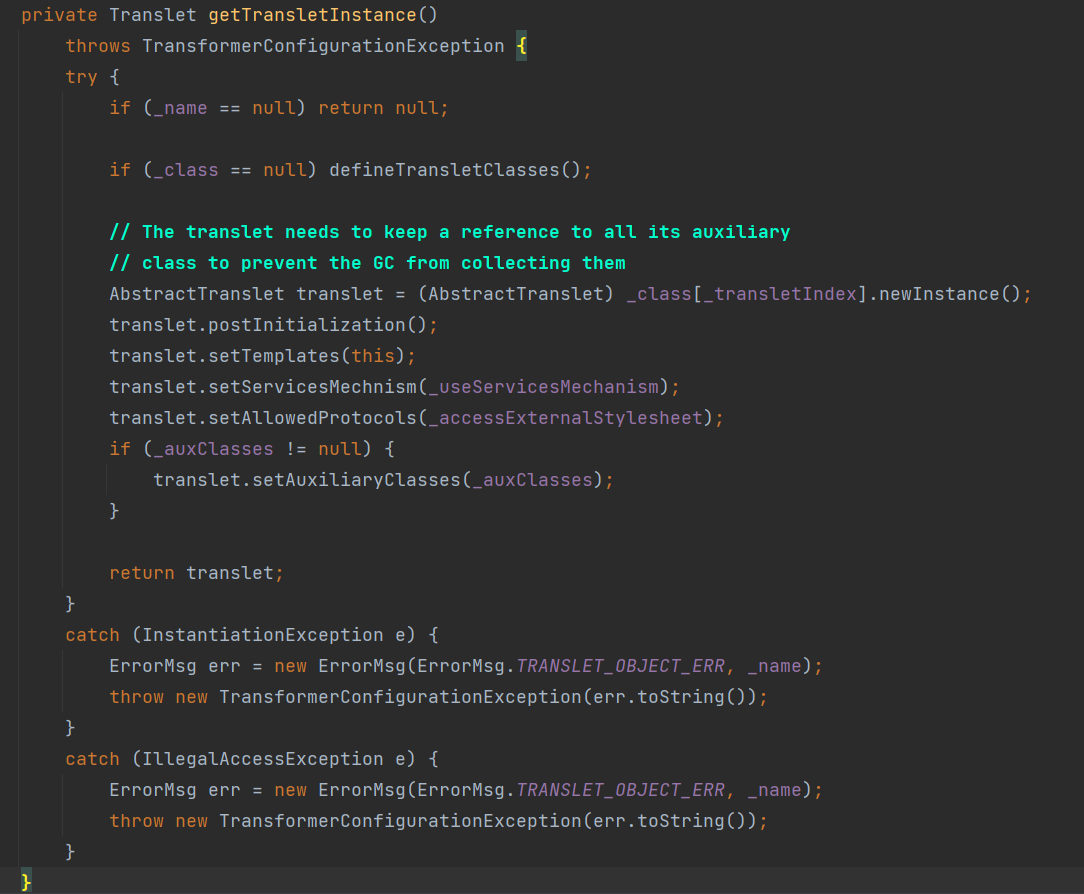 private Translet getTransletInstance()
    throws TransformerConfigurationException {
    try {
        if (_name == null) return null;

        if (_class == null) defineTransletClasses();

        // The translet needs to keep a reference to all its auxiliary
        // class to prevent the GC from collecting them
        AbstractTranslet translet = (AbstractTranslet) _class[_transletIndex].newInstance();
        translet.postInitialization();
        translet.setTemplates(this);
        translet.setServicesMechnism(_useServicesMechanism);
        translet.setAllowedProtocols(_accessExternalStylesheet);
        if (_auxClasses != null) {
            translet.setAuxiliaryClasses(_auxClasses);
        }

        return translet;
    }
    catch (InstantiationException e) {
        ErrorMsg err = new ErrorMsg(ErrorMsg.TRANSLET_OBJECT_ERR, _name);
        throw new TransformerConfigurationException(err.toString());
    }
    catch (IllegalAccessException e) {
        ErrorMsg err = new ErrorMsg(ErrorMsg.TRANSLET_OBJECT_ERR, _name);
        throw new TransformerConfigurationException(err.toString());
    }
}